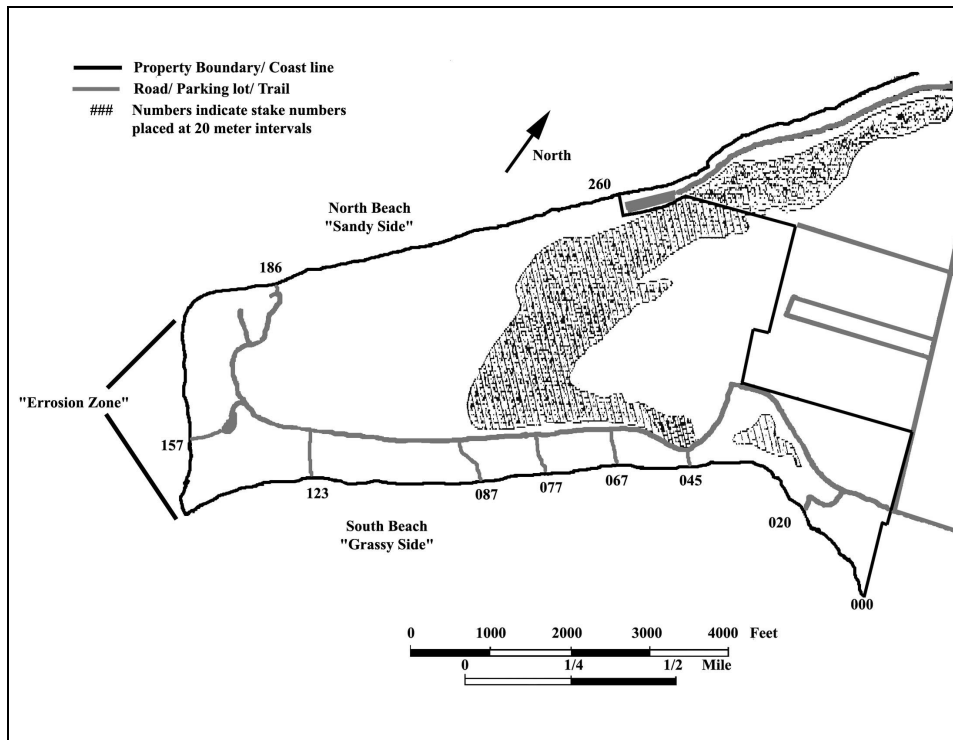 Property Boundary/ Coast line
Road/ Parking lot/ Trail
### Numbers indicate stake numbers
placed at 20 meter intervals
North
260
North Beach
"Sandy Side"
186
"Errosion Zone"
157
123
087
077
067
045
020
South Beach
"Grassy Side"
000
0 1000 2000 3000 4000 Feet
0 1/4 1/2 Mile